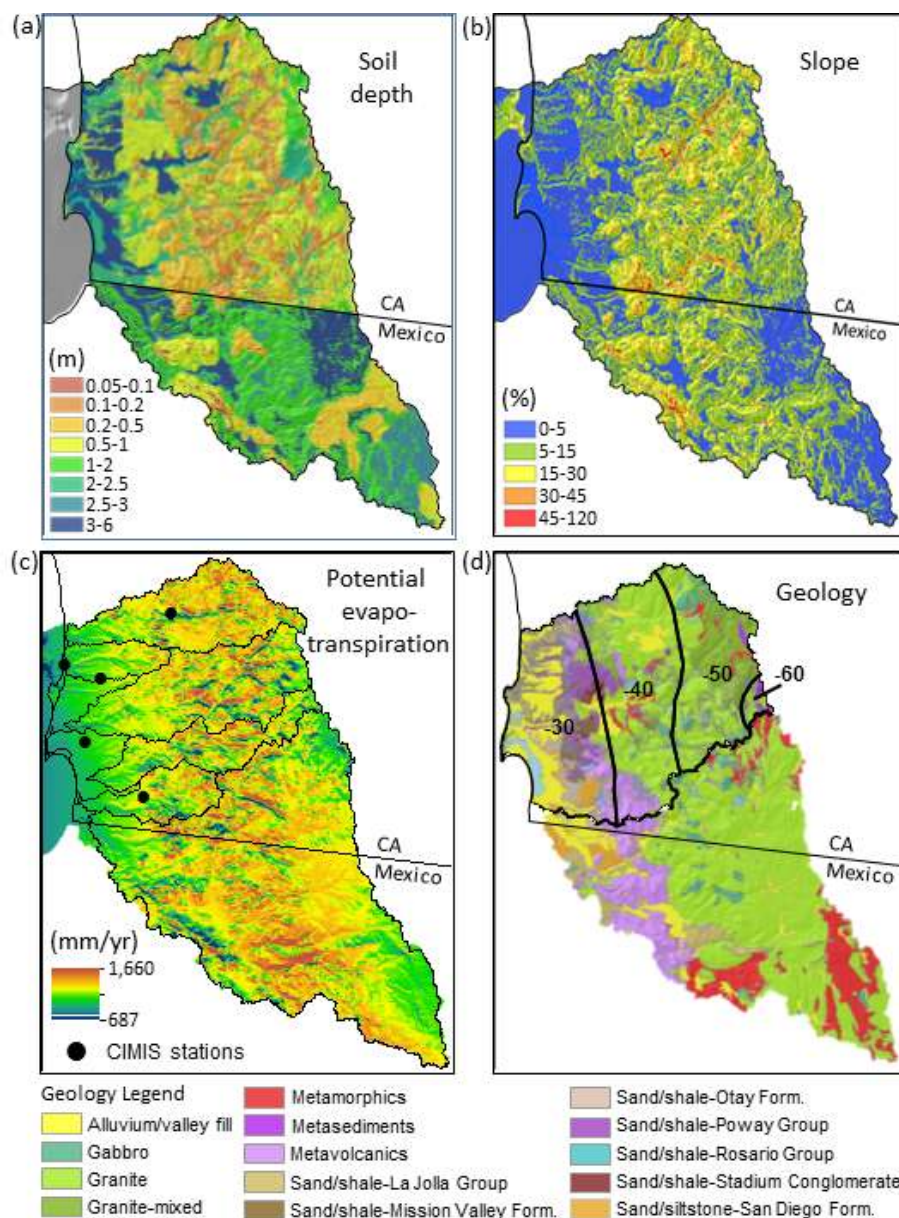 (a)
Soil
depth
CA
Mexico
(m)
0.05-0.1
0.1-0.2
0.2-0.5
0.5-1
1-2
2-2.5
2.5-3
3-6
(b)
Slope
CA
Mexico
(%)
0-5
5-15
15-30
30-45
45-120
(c)
Potential
evapo-
transpiration
CA
Mexico
(mm/yr)
1,660
687
CIMIS stations
(d)
Geology
-30
-40
-50
-60
CA
Mexico
Geology Legend
Alluvium/valley fill
Gabbro
Granite
Granite-mixed
Metamorphics
Metasediments
Metavolcanics
Sand/shale-La Jolla Group
Sand/shale-Mission Valley Form.
Sand/shale-Otay Form.
Sand/shale-Poway Group
Sand/shale-Rosario Group
Sand/shale-Stadium Conglomerate
Sand/siltstone-San Diego Form.